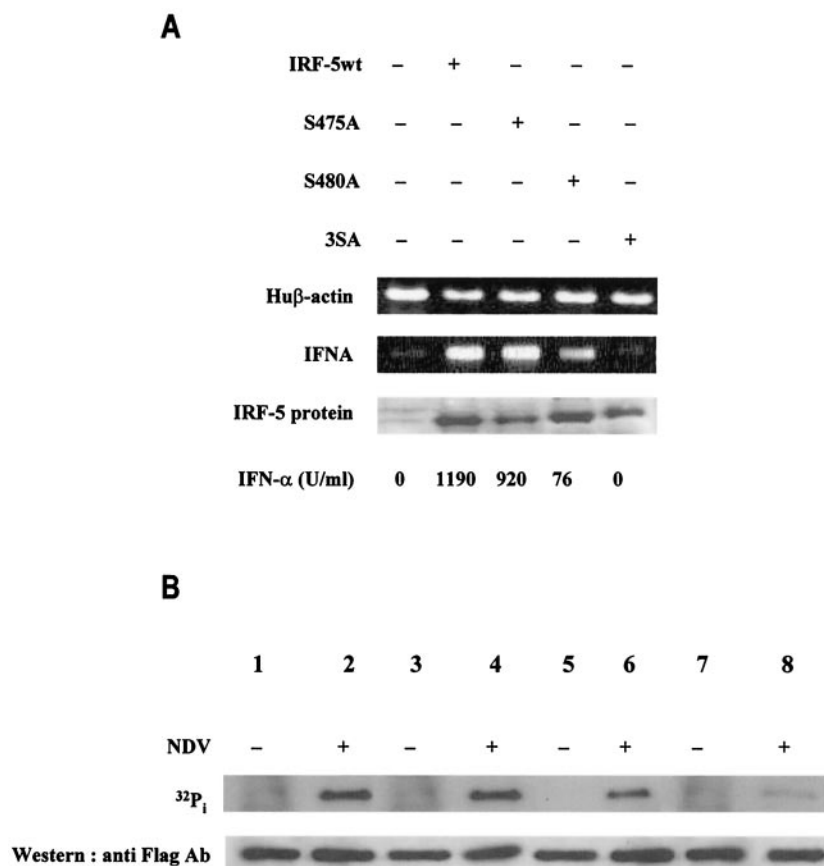 A
IRF-5wt – + – – –
S475A – – + – –
S480A – – – + –
3SA – – – – +
Huβ-actin
IFNA
IRF-5 protein
IFN-α (U/ml) 0 1190 920 76 0
B
1 2 3 4 5 6 7 8
NDV – + – + – + – +
³²Pᵢ
Western : anti Flag Ab